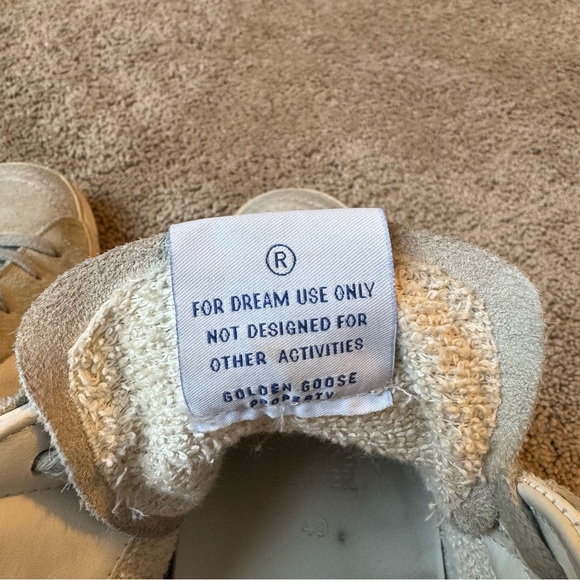 ®
FOR DREAM USE ONLY
NOT DESIGNED FOR
OTHER ACTIVITIES
GOLDEN GOOSE
PROPERTY
40